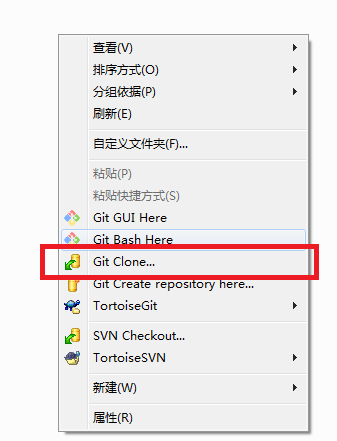 查看(V)
排序方式(O)
分组依据(P)
刷新(E)
自定义文件夹(F)...
粘贴(P)
粘贴快捷方式(S)
Git GUI Here
Git Bash Here
Git Clone...
Git Create repository here...
TortoiseGit
SVN Checkout...
TortoiseSVN
新建(W)
属性(R)